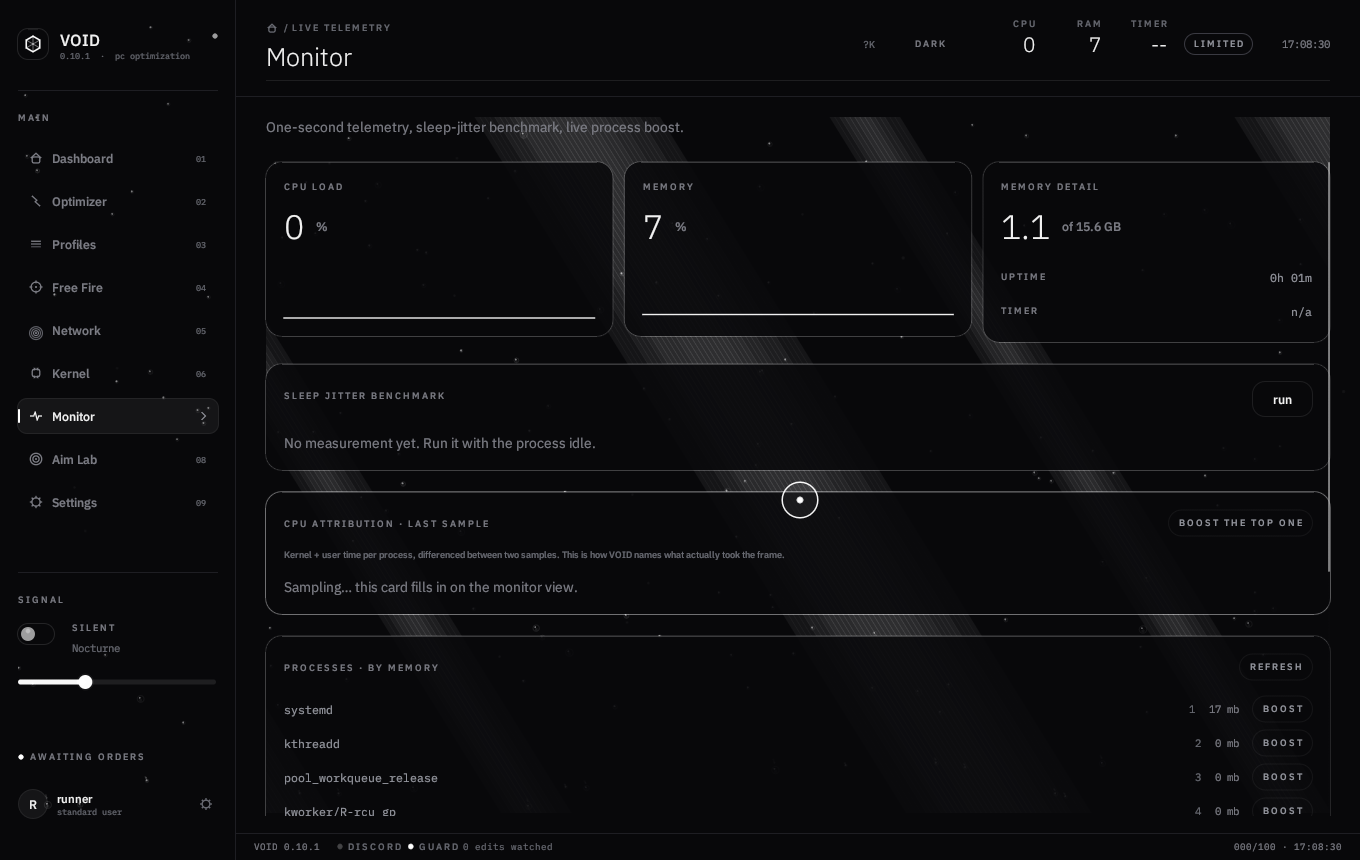 VOID
0.10.1 · pc optimization
MAIN
Dashboard 01
Optimizer 02
Profiles 03
Free Fire 04
Network 05
Kernel 06
Monitor
Aim Lab 08
Settings 09
SIGNAL
SILENT
Nocturne
AWAITING ORDERS
R
runner
standard user
/ LIVE TELEMETRY
Monitor
?K
DARK
CPU
0
RAM
7
TIMER
--
LIMITED
17:08:30
One-second telemetry, sleep-jitter benchmark, live process boost.
CPU LOAD
0 %
MEMORY
7 %
MEMORY DETAIL
1.1 of 15.6 GB
UPTIME 0h 01m
TIMER n/a
SLEEP JITTER BENCHMARK
run
No measurement yet. Run it with the process idle.
CPU ATTRIBUTION · LAST SAMPLE
BOOST THE TOP ONE
Kernel + user time per process, differenced between two samples. This is how VOID names what actually took the frame.
Sampling... this card fills in on the monitor view.
PROCESSES · BY MEMORY
REFRESH
systemd 1 17 mb BOOST
kthreadd 2 0 mb BOOST
pool_workqueue_release 3 0 mb BOOST
kworker/R-rcu_gp 4 0 mb BOOST
VOID 0.10.1 DISCORD GUARD 0 edits watched 000/100 · 17:08:30